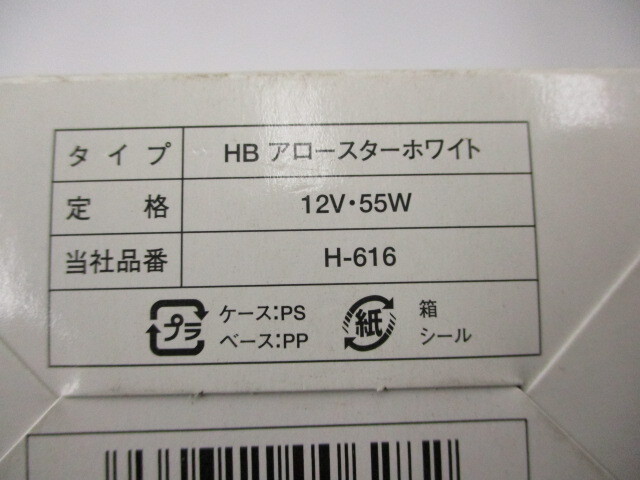 タイプ HB アロースターホワイト
定格 12V・55W
当社品番 H-616
プラ ケース:PS 紙 箱
ベース:PP シール